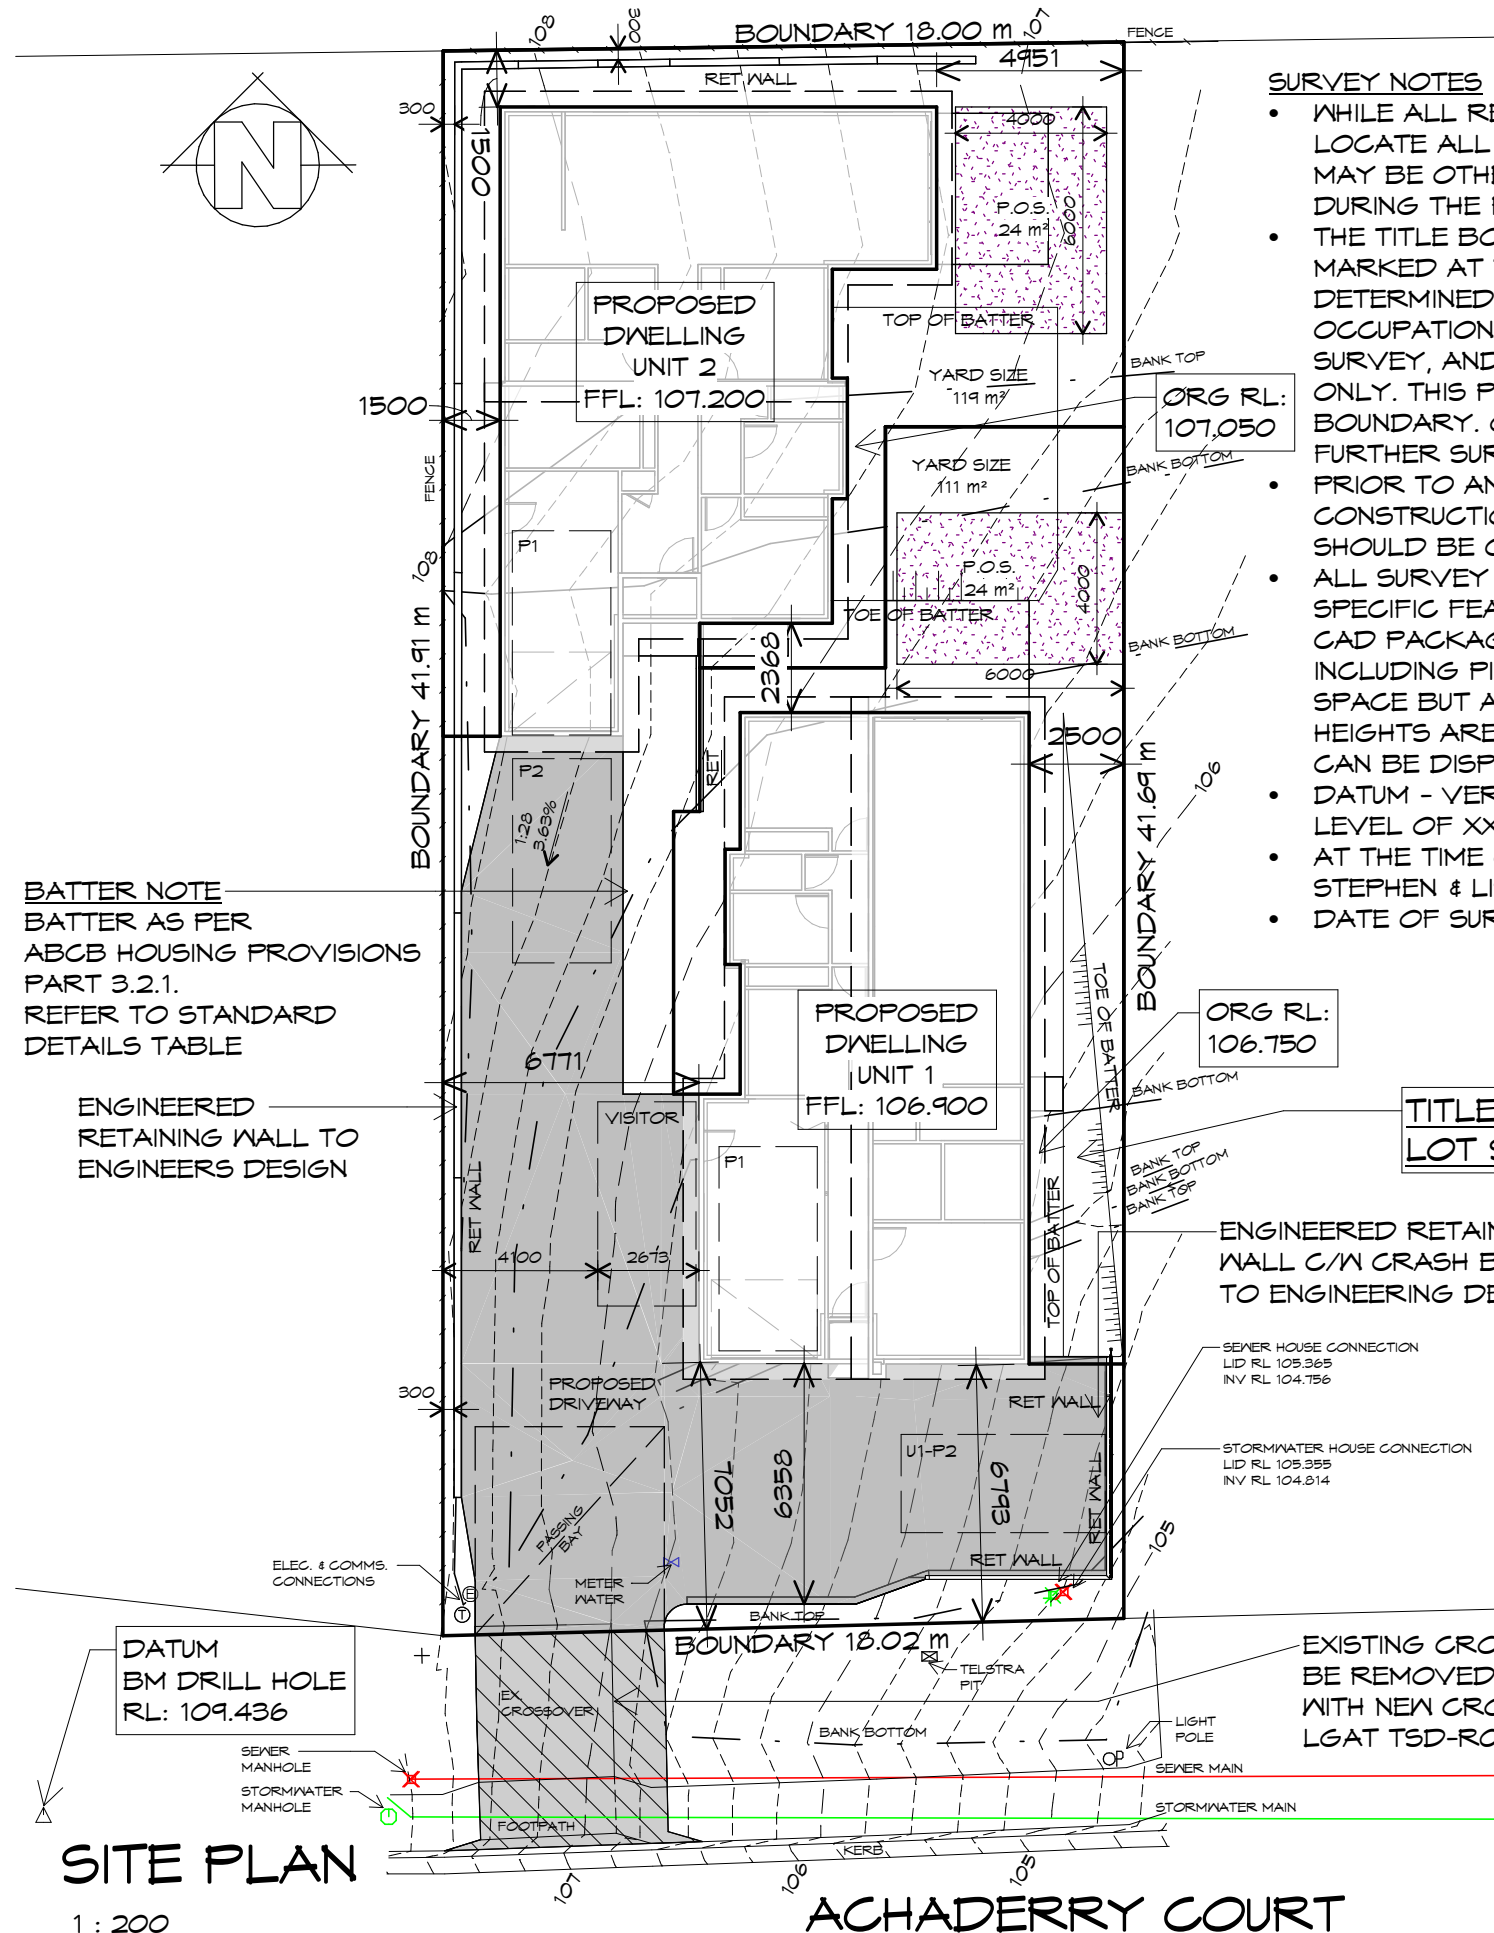 BOUNDARY 18.00 m
FENCE
108
300
107
4951
RET WALL
300
1500
N
4000
6000
P.O.S.
24 m²
SURVEY NOTES
• WHILE ALL RE
LOCATE ALL
MAY BE OTHE
DURING THE
• THE TITLE BO
MARKED AT
DETERMINED
OCCUPATION
SURVEY, AND
ONLY. THIS P
BOUNDARY.
FURTHER SUR
• PRIOR TO AN
CONSTRUCTIO
SHOULD BE
• ALL SURVEY
SPECIFIC FEA
CAD PACKAG
INCLUDING PI
SPACE BUT A
HEIGHTS ARE
CAN BE DISP
• DATUM - VER
LEVEL OF XX
• AT THE TIME
STEPHEN & LI
• DATE OF SUR
PROPOSED
DWELLING
UNIT 2
FFL: 107.200
TOP OF BATTER
BANK TOP
YARD SIZE
119 m²
ORG RL:
107.050
1500
FENCE
YARD SIZE
111 m²
BANK BOTTOM
P1
108
P.O.S.
24 m²
4000
TOE OF BATTER
BANK BOTTOM
6000
2368
BOUNDARY 41.91 m
2500
BOUNDARY 41.69 m
RET
P2
1:28
3.63%
106
BATTER NOTE
BATTER AS PER
ABCB HOUSING PROVISIONS
PART 3.2.1.
REFER TO STANDARD
DETAILS TABLE
TOE OF BATTER
PROPOSED
DWELLING
UNIT 1
FFL: 106.900
ORG RL:
106.750
6771
BANK BOTTOM
ENGINEERED
RETAINING WALL TO
ENGINEERS DESIGN
VISITOR
P1
TITLE
LOT S
BANK TOP
BANK BOTTOM
BANK TOP
RET WALL
TOP OF BATTER
4100
2673
ENGINEERED RETAIN
WALL C/W CRASH B
TO ENGINEERING DE
SEWER HOUSE CONNECTION
LID RL 105.365
INV RL 104.756
300
PROPOSED
DRIVEWAY
RET WALL
U1-P2
7052
6358
6793
RET WALL
STORMWATER HOUSE CONNECTION
LID RL 105.355
INV RL 104.814
PASSING
BAY
RET WALL
105
ELEC. & COMMS.
CONNECTIONS
E
T
METER
WATER
BANK TOP
BOUNDARY 18.02 m
DATUM
BM DRILL HOLE
RL: 109.436
TELSTRA
PIT
EXISTING CRO
BE REMOVED
WITH NEW CRO
LGAT TSD-RO
EX.
CROSSOVER
BANK BOTTOM
LIGHT
POLE
SEWER
MANHOLE
SEWER MAIN
STORMWATER
MANHOLE
STORMWATER MAIN
FOOTPATH
KERB
107
106
105
SITE PLAN
1 : 200
ACHADERRY COURT